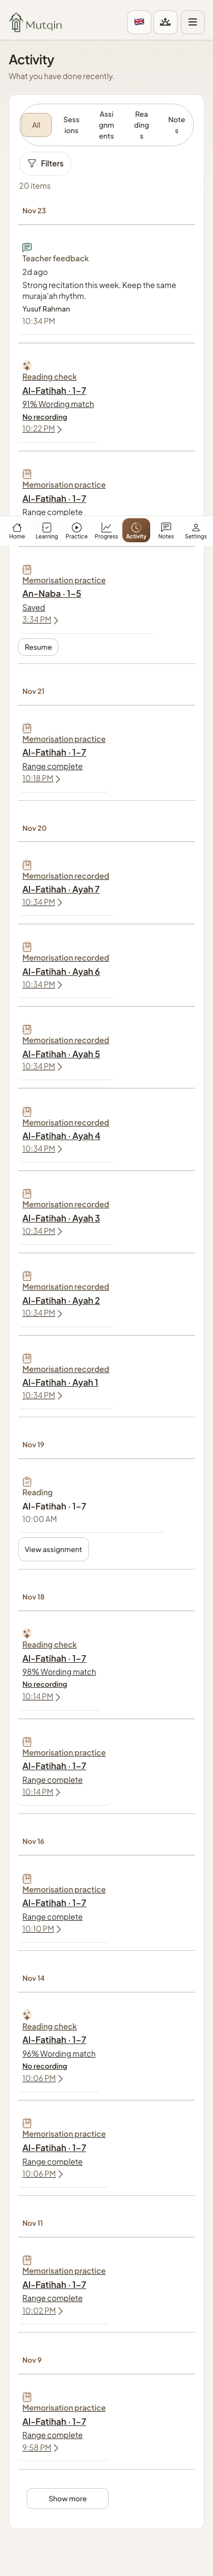 Mutqin
Activity
What you have done recently.
All
Sess
ions
Assi
gnm
ents
Rea
ding
s
Note
s
Filters
20 items
Nov 23
Teacher feedback
2d ago
Strong recitation this week. Keep the same
muraja'ah rhythm.
Yusuf Rahman
10:34 PM
Reading check
Al-Fatihah · 1–7
91% Wording match
No recording
10:22 PM
Memorisation practice
Al-Fatihah · 1–7
Range complete
Home
Learning
Practice
Progress
Activity
Notes
Settings
Memorisation practice
An-Naba · 1–5
Saved
3:34 PM
Resume
Nov 21
Memorisation practice
Al-Fatihah · 1–7
Range complete
10:18 PM
Nov 20
Memorisation recorded
Al-Fatihah · Ayah 7
10:34 PM
Memorisation recorded
Al-Fatihah · Ayah 6
10:34 PM
Memorisation recorded
Al-Fatihah · Ayah 5
10:34 PM
Memorisation recorded
Al-Fatihah · Ayah 4
10:34 PM
Memorisation recorded
Al-Fatihah · Ayah 3
10:34 PM
Memorisation recorded
Al-Fatihah · Ayah 2
10:34 PM
Memorisation recorded
Al-Fatihah · Ayah 1
10:34 PM
Nov 19
Reading
Al-Fatihah · 1–7
10:00 AM
View assignment
Nov 18
Reading check
Al-Fatihah · 1–7
98% Wording match
No recording
10:14 PM
Memorisation practice
Al-Fatihah · 1–7
Range complete
10:14 PM
Nov 16
Memorisation practice
Al-Fatihah · 1–7
Range complete
10:10 PM
Nov 14
Reading check
Al-Fatihah · 1–7
96% Wording match
No recording
10:06 PM
Memorisation practice
Al-Fatihah · 1–7
Range complete
10:06 PM
Nov 11
Memorisation practice
Al-Fatihah · 1–7
Range complete
10:02 PM
Nov 9
Memorisation practice
Al-Fatihah · 1–7
Range complete
9:58 PM
Show more